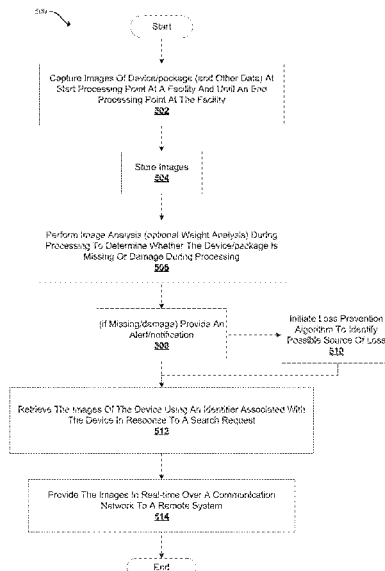 500
Start
Capture Images Of Device/package (and Other Data) At
Start Processing Point At A Facility And Until An End
Processing Point At The Facility
502
Store Images
504
Perform Image Analysis (optional Weight Analysis) During
Processing To Determine Whether The Device/package Is
Missing Or Damage During Processing
506
(if Missing/damage) Provide An
Alert/notification
508
Initiate Loss Prevention
Algorithm To Identify
Possible Source Of Loss
510
Retrieve The Images Of The Device Using An Identifier Associated With
The Device In Response To A Search Request
512
Provide The Images In Real-time Over A Communication
Network To A Remote System
514
End